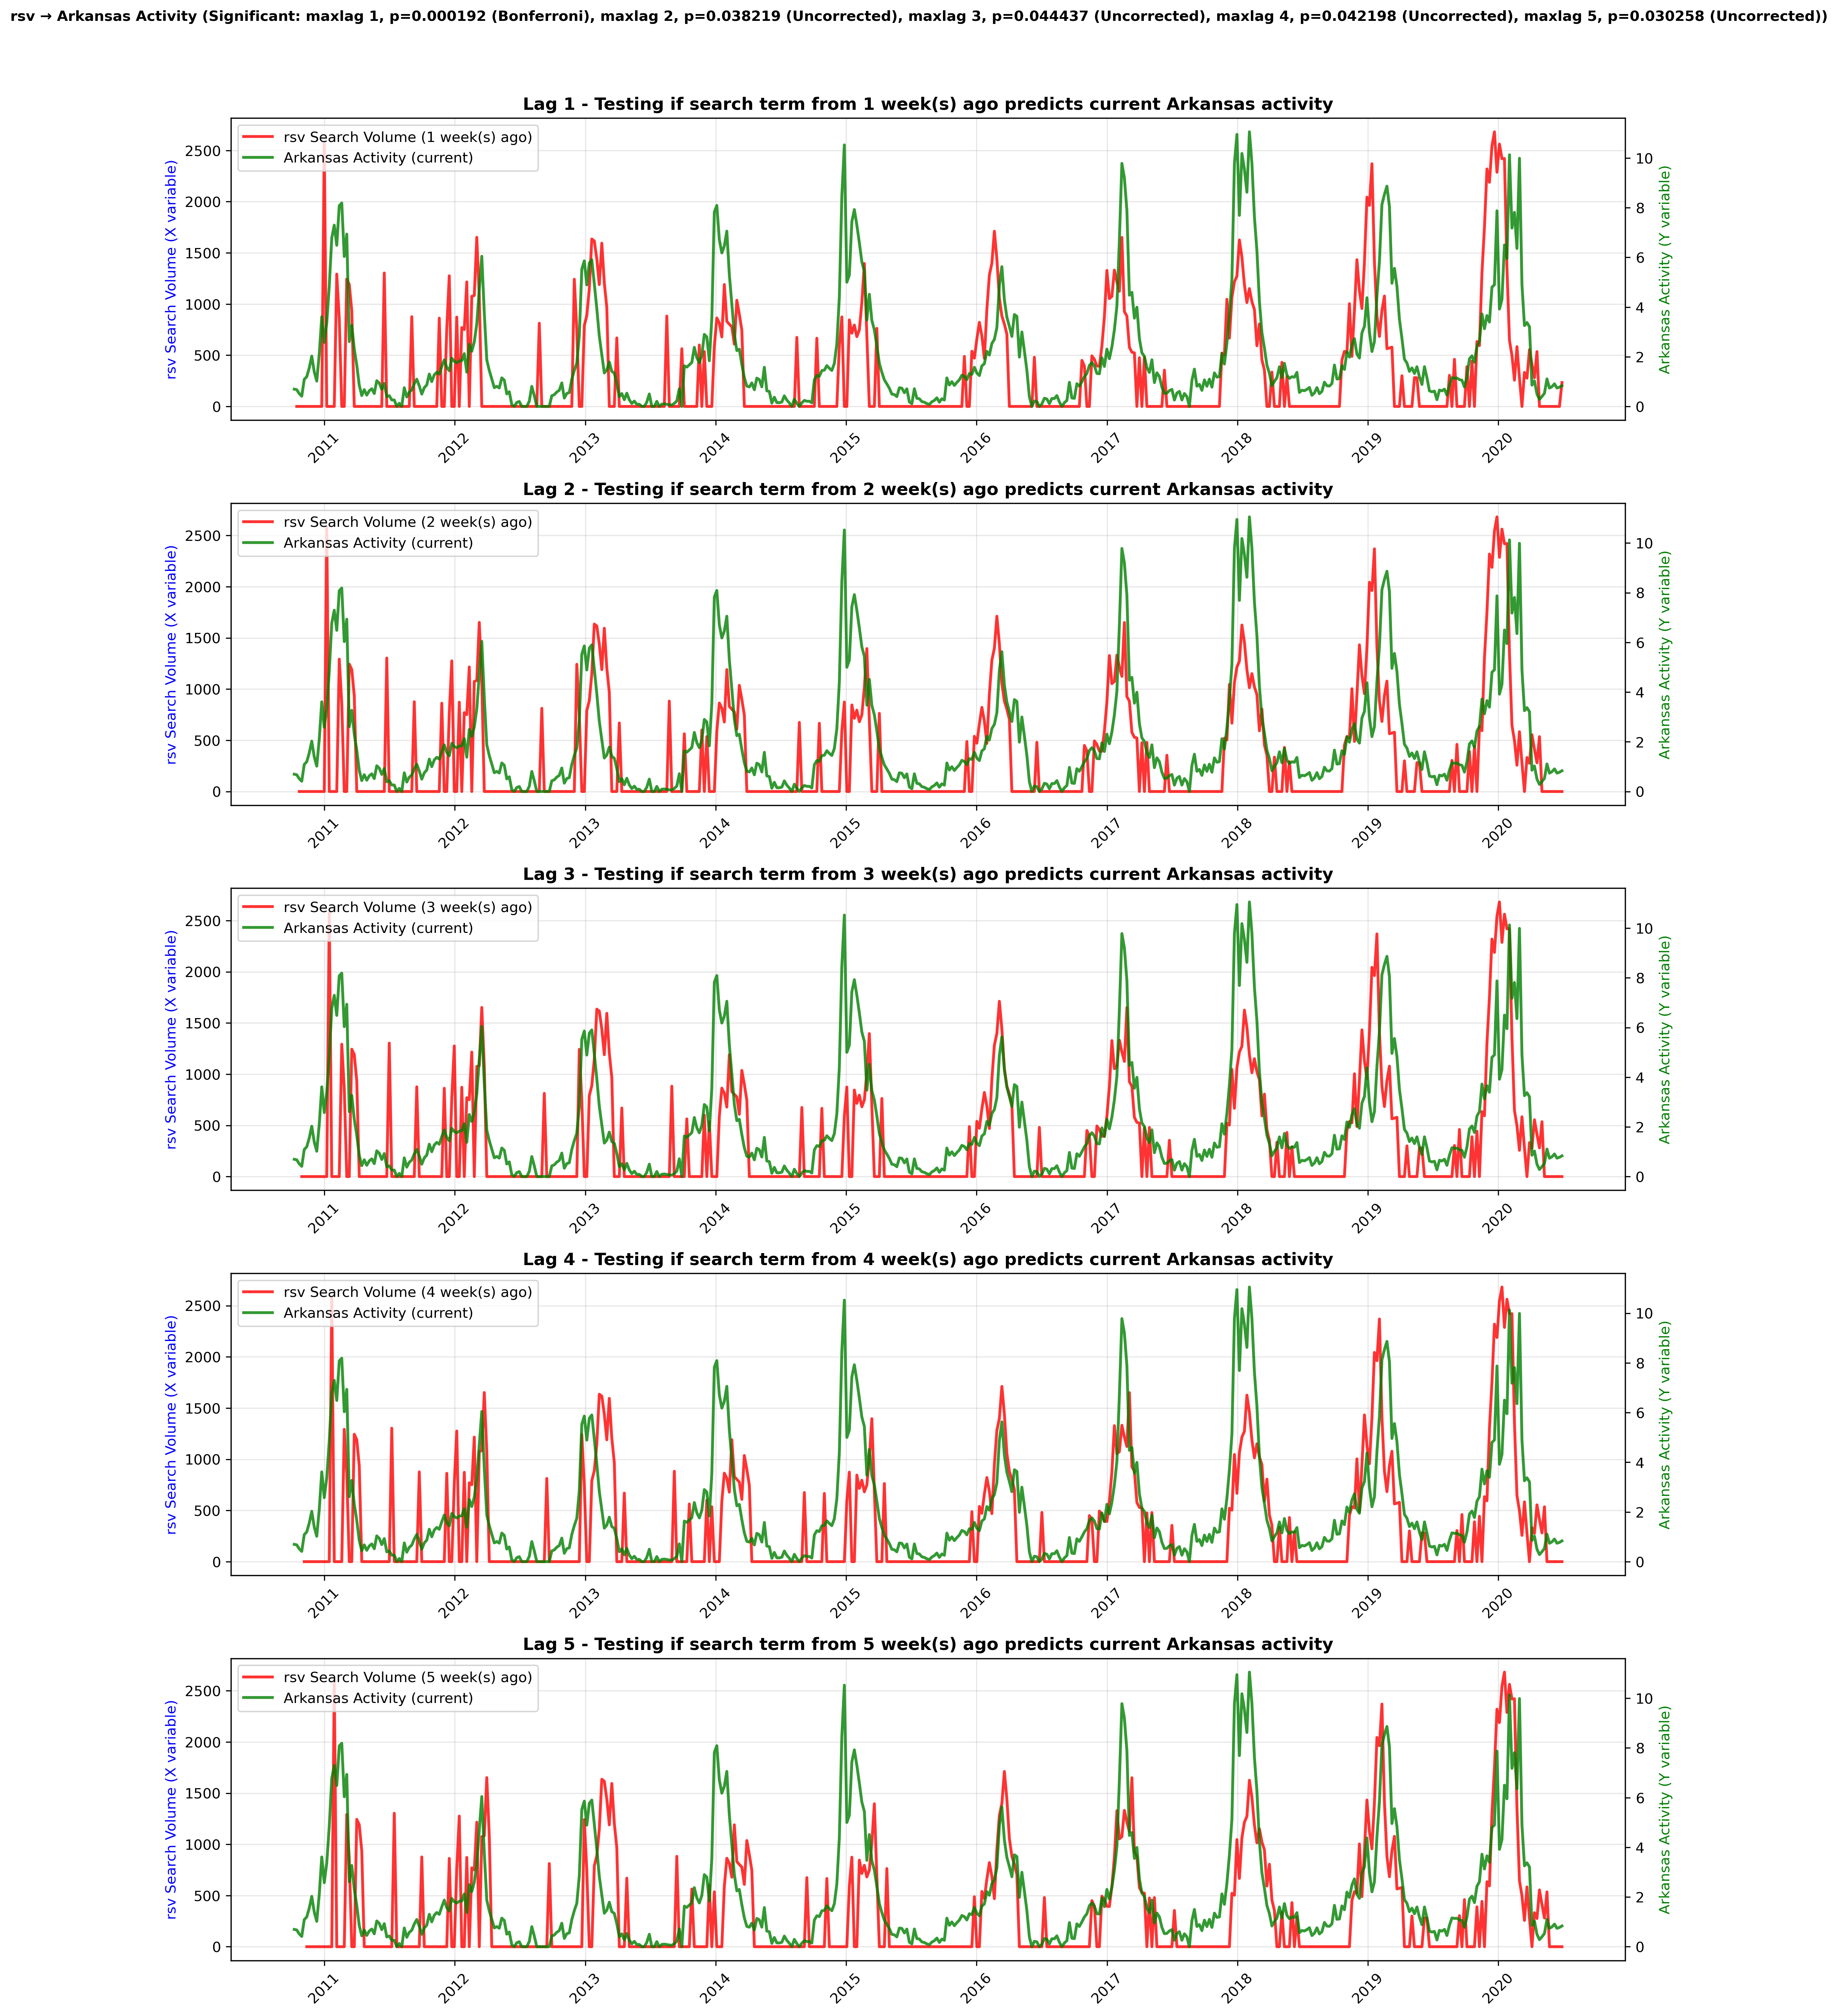 rsv → Arkansas Activity (Significant: maxlag 1, p=0.000192 (Bonferroni), maxlag 2, p=0.038219 (Uncorrected), maxlag 3, p=0.044437 (Uncorrected), maxlag 4, p=0.042198 (Uncorrected), maxlag 5, p=0.030258 (Uncorrected))
Lag 1 - Testing if search term from 1 week(s) ago predicts current Arkansas activity
rsv Search Volume (1 week(s) ago)
Arkansas Activity (current)
rsv Search Volume (X variable)
2500
2000
1500
1000
500
0
Arkansas Activity (Y variable)
10
8
6
4
2
0
2011 2012 2013 2014 2015 2016 2017 2018 2019 2020
Lag 2 - Testing if search term from 2 week(s) ago predicts current Arkansas activity
rsv Search Volume (2 week(s) ago)
Arkansas Activity (current)
rsv Search Volume (X variable)
2500
2000
1500
1000
500
0
Arkansas Activity (Y variable)
10
8
6
4
2
0
2011 2012 2013 2014 2015 2016 2017 2018 2019 2020
Lag 3 - Testing if search term from 3 week(s) ago predicts current Arkansas activity
rsv Search Volume (3 week(s) ago)
Arkansas Activity (current)
rsv Search Volume (X variable)
2500
2000
1500
1000
500
0
Arkansas Activity (Y variable)
10
8
6
4
2
0
2011 2012 2013 2014 2015 2016 2017 2018 2019 2020
Lag 4 - Testing if search term from 4 week(s) ago predicts current Arkansas activity
rsv Search Volume (4 week(s) ago)
Arkansas Activity (current)
rsv Search Volume (X variable)
2500
2000
1500
1000
500
0
Arkansas Activity (Y variable)
10
8
6
4
2
0
2011 2012 2013 2014 2015 2016 2017 2018 2019 2020
Lag 5 - Testing if search term from 5 week(s) ago predicts current Arkansas activity
rsv Search Volume (5 week(s) ago)
Arkansas Activity (current)
rsv Search Volume (X variable)
2500
2000
1500
1000
500
0
Arkansas Activity (Y variable)
10
8
6
4
2
0
2011 2012 2013 2014 2015 2016 2017 2018 2019 2020